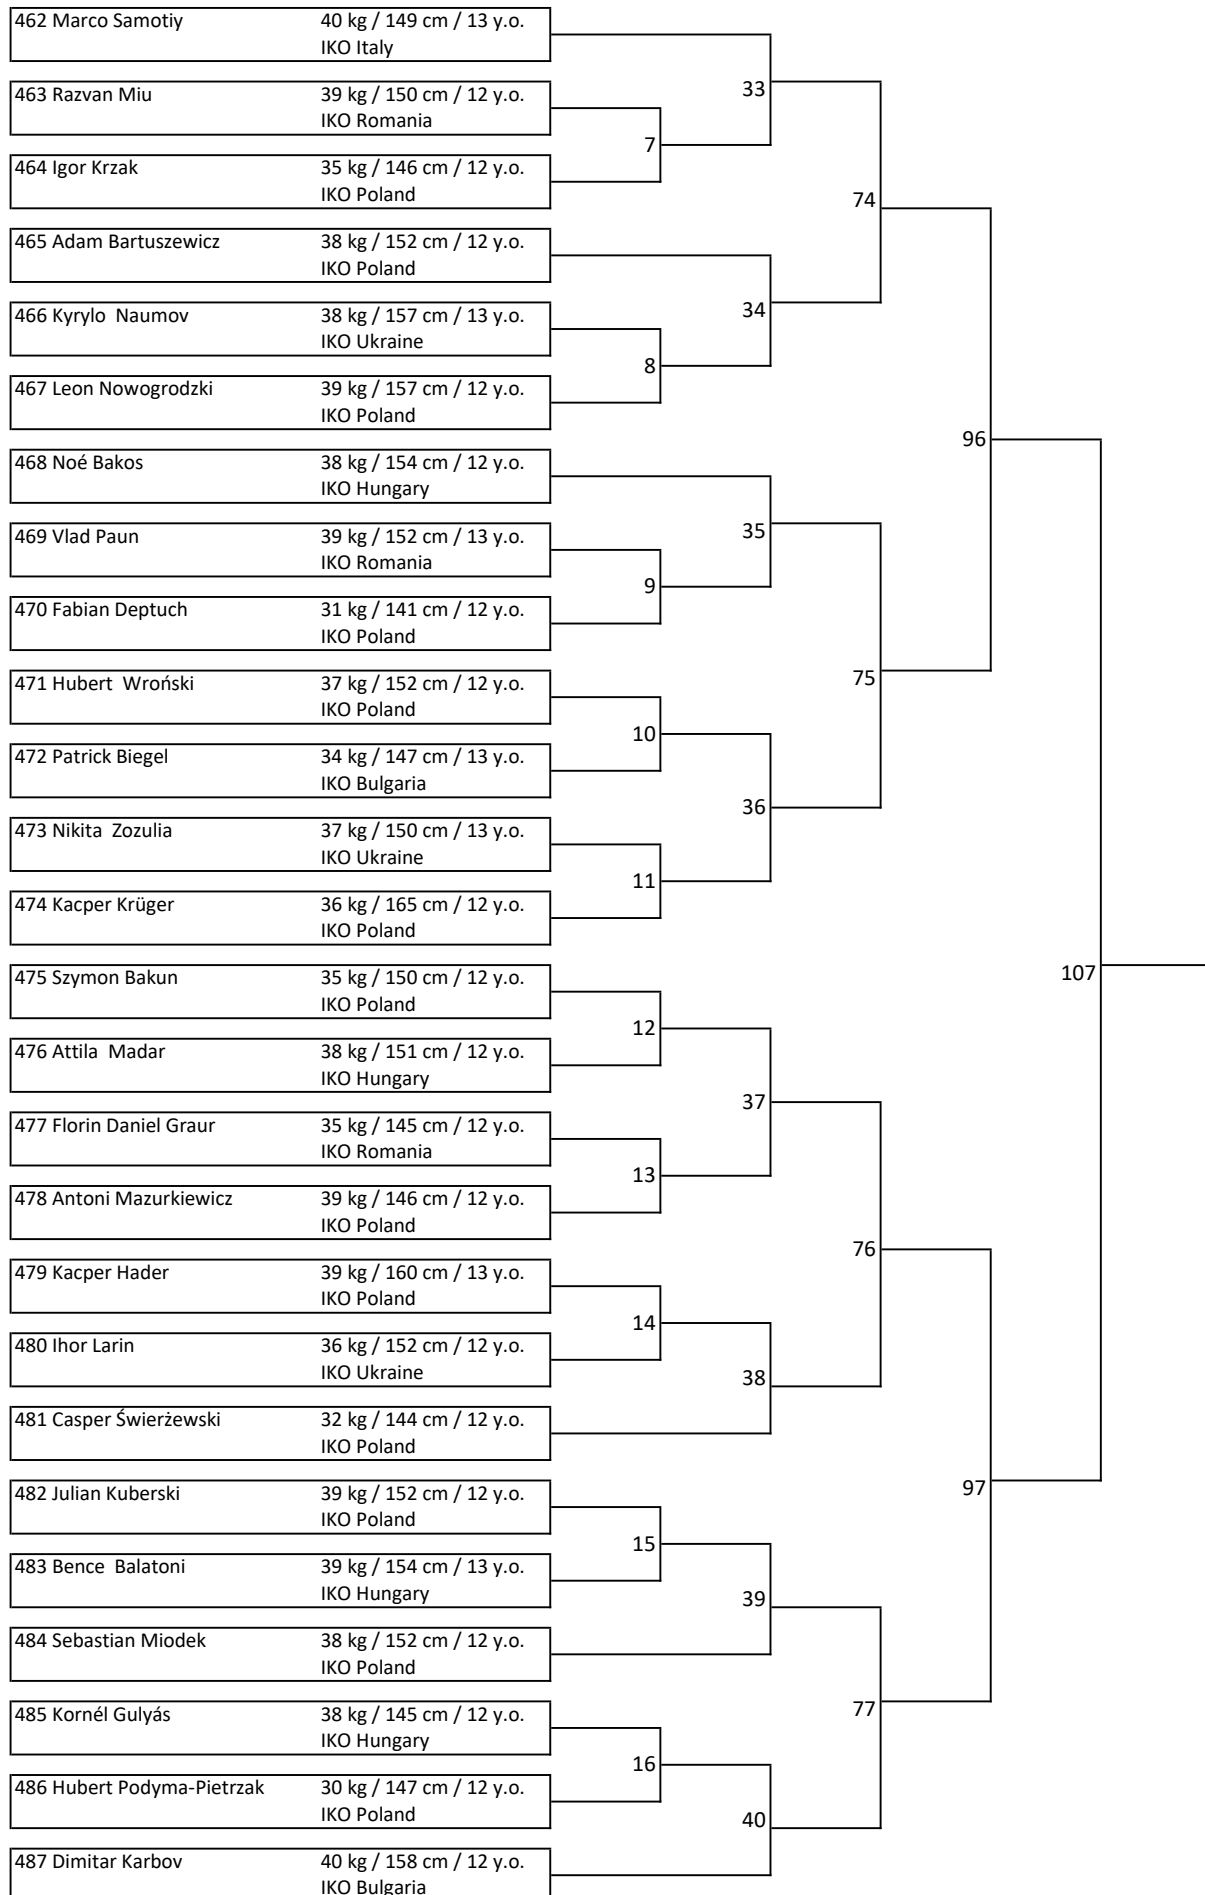 462 Marco Samotiy 40 kg / 149 cm / 13 y.o.
IKO Italy
33
463 Razvan Miu 39 kg / 150 cm / 12 y.o.
IKO Romania
7
464 Igor Krzak 35 kg / 146 cm / 12 y.o.
IKO Poland
74
465 Adam Bartuszewicz 38 kg / 152 cm / 12 y.o.
IKO Poland
34
466 Kyrylo Naumov 38 kg / 157 cm / 13 y.o.
IKO Ukraine
8
467 Leon Nowogrodzki 39 kg / 157 cm / 12 y.o.
IKO Poland
96
468 Noé Bakos 38 kg / 154 cm / 12 y.o.
IKO Hungary
35
469 Vlad Paun 39 kg / 152 cm / 13 y.o.
IKO Romania
9
470 Fabian Deptuch 31 kg / 141 cm / 12 y.o.
IKO Poland
75
471 Hubert Wroński 37 kg / 152 cm / 12 y.o.
IKO Poland
10
472 Patrick Biegel 34 kg / 147 cm / 13 y.o.
IKO Bulgaria
36
473 Nikita Zozulia 37 kg / 150 cm / 13 y.o.
IKO Ukraine
11
474 Kacper Krüger 36 kg / 165 cm / 12 y.o.
IKO Poland
107
475 Szymon Bakun 35 kg / 150 cm / 12 y.o.
IKO Poland
12
476 Attila Madar 38 kg / 151 cm / 12 y.o.
IKO Hungary
37
477 Florin Daniel Graur 35 kg / 145 cm / 12 y.o.
IKO Romania
13
478 Antoni Mazurkiewicz 39 kg / 146 cm / 12 y.o.
IKO Poland
76
479 Kacper Hader 39 kg / 160 cm / 13 y.o.
IKO Poland
14
480 Ihor Larin 36 kg / 152 cm / 12 y.o.
IKO Ukraine
38
481 Casper Świerżewski 32 kg / 144 cm / 12 y.o.
IKO Poland
97
482 Julian Kuberski 39 kg / 152 cm / 12 y.o.
IKO Poland
15
483 Bence Balatoni 39 kg / 154 cm / 13 y.o.
IKO Hungary
39
484 Sebastian Miodek 38 kg / 152 cm / 12 y.o.
IKO Poland
77
485 Kornél Gulyás 38 kg / 145 cm / 12 y.o.
IKO Hungary
16
486 Hubert Podyma-Pietrzak 30 kg / 147 cm / 12 y.o.
IKO Poland
40
487 Dimitar Karbov 40 kg / 158 cm / 12 y.o.
IKO Bulgaria